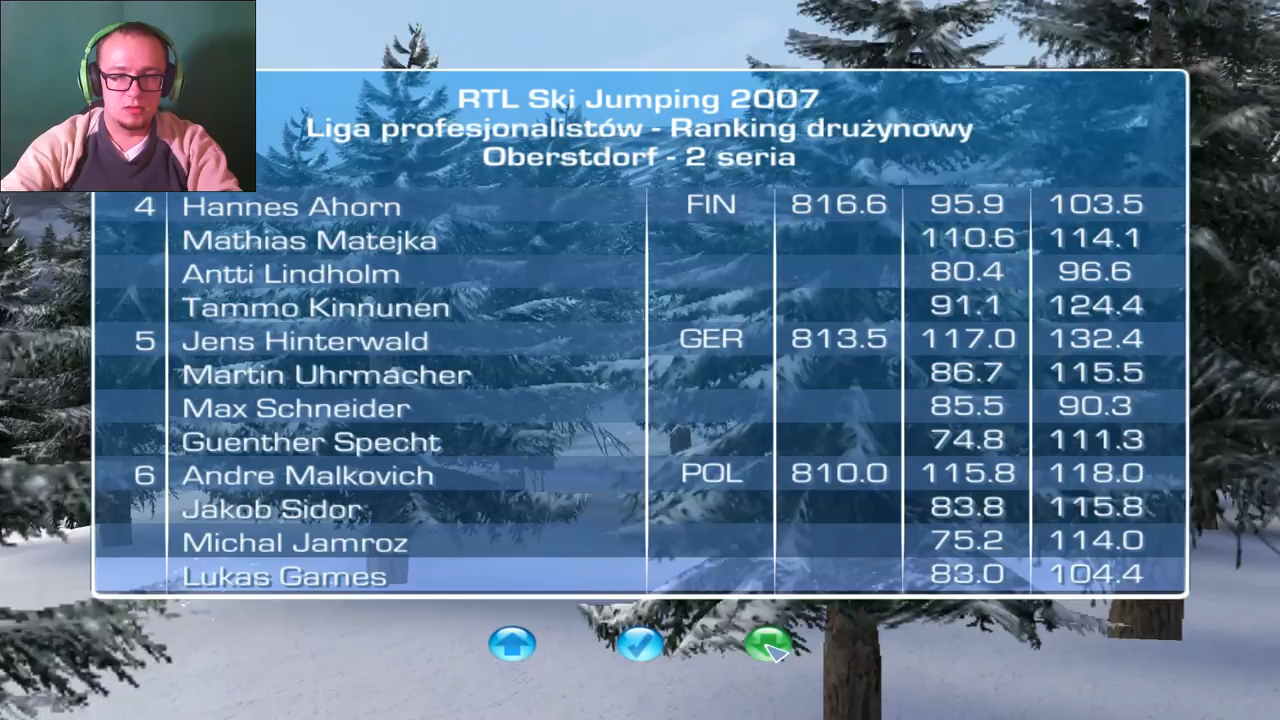 RTL Ski Jumping 2007
Liga profesjonalistów - Ranking drużynowy
Oberstdorf - 2 seria
4 Hannes Ahorn FIN 816.6 95.9 103.5
Mathias Matejka 110.6 114.1
Antti Lindholm 80.4 96.6
Tammo Kinnunen 91.1 124.4
5 Jens Hinterwald GER 813.5 117.0 132.4
Martin Uhrmacher 86.7 115.5
Max Schneider 85.5 90.3
Guenther Specht 74.8 111.3
6 Andre Malkovich POL 810.0 115.8 118.0
Jakob Sidor 83.8 115.8
Michal Jamroz 75.2 114.0
Lukas Games 83.0 104.4